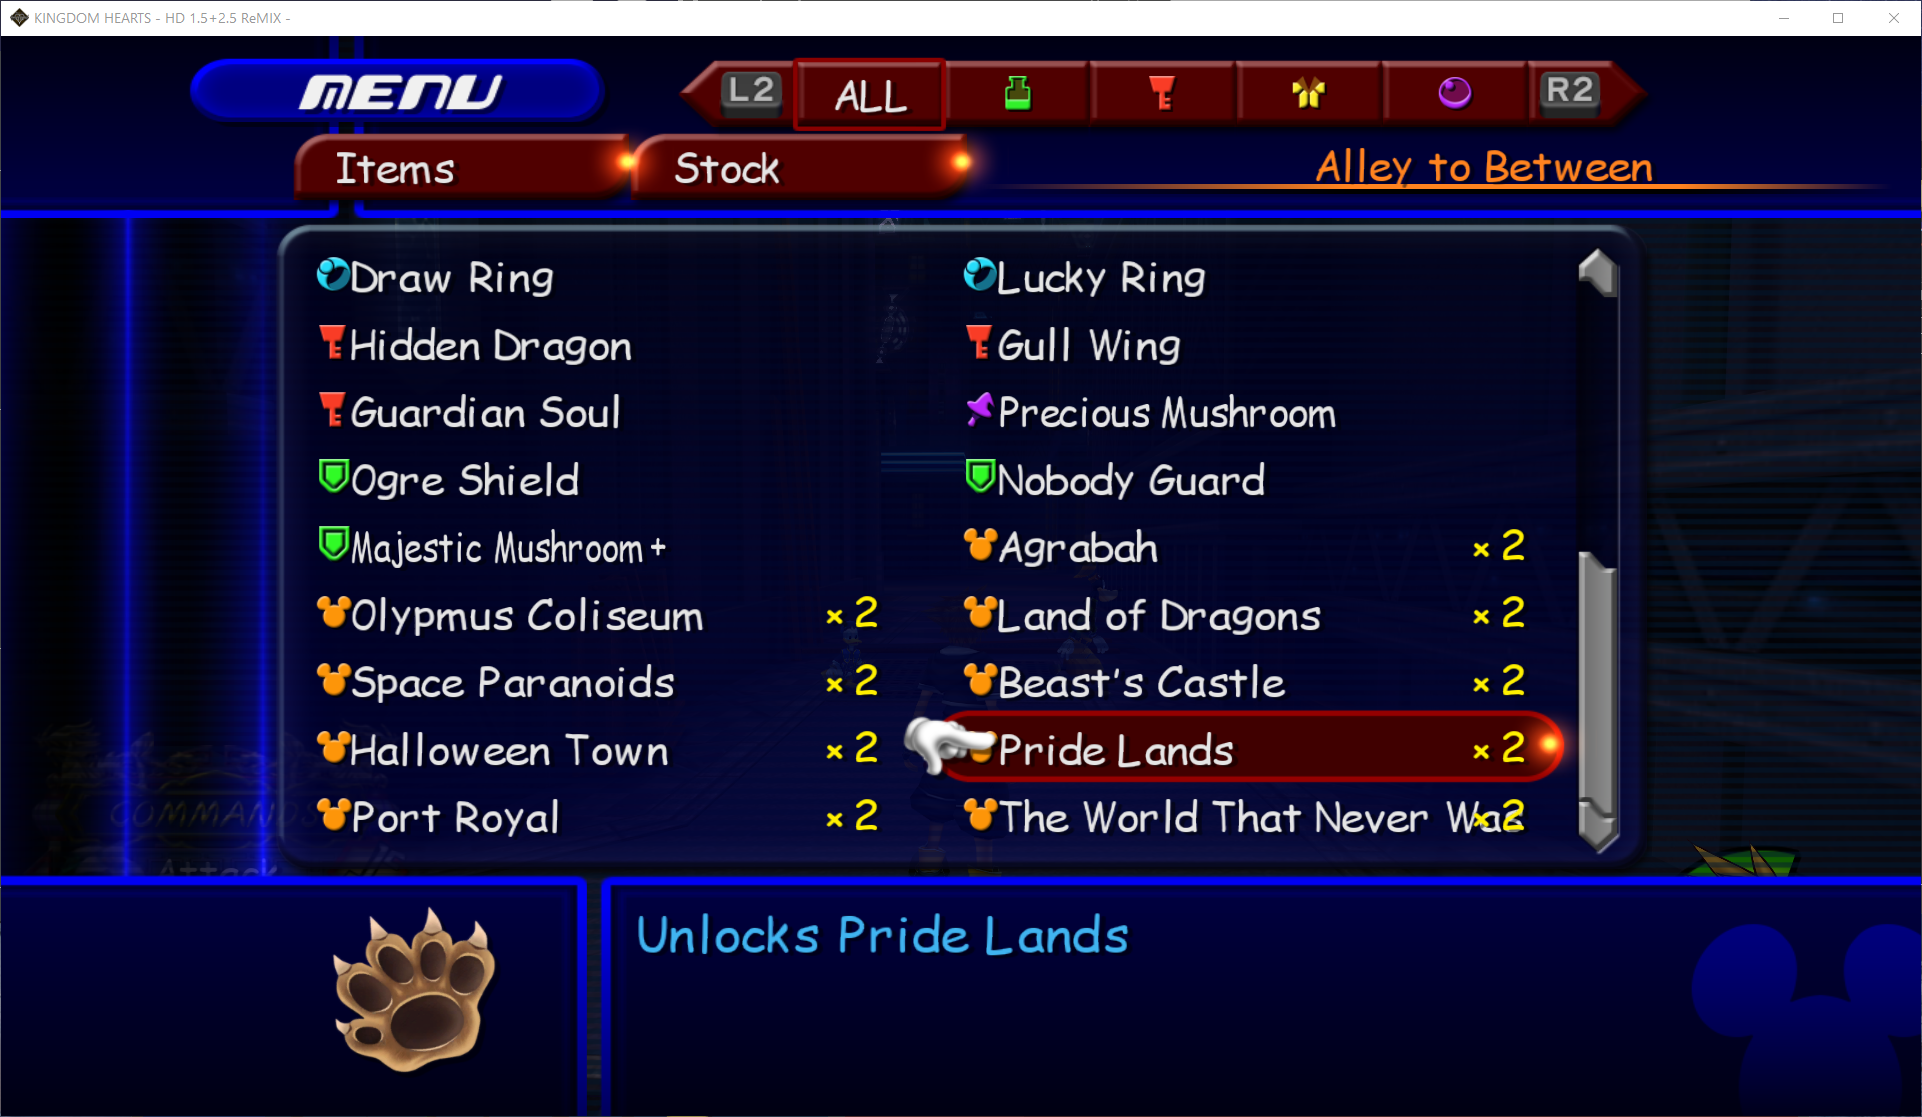 KINGDOM HEARTS - HD 1.5+2.5 ReMIX -
MENU
L2 ALL R2
Items Stock Alley to Between
Draw Ring Lucky Ring
Hidden Dragon Gull Wing
Guardian Soul Precious Mushroom
Ogre Shield Nobody Guard
Majestic Mushroom+ Agrabah × 2
Olypmus Coliseum × 2 Land of Dragons × 2
Space Paranoids × 2 Beast's Castle × 2
Halloween Town × 2 Pride Lands × 2
Port Royal × 2 The World That Never Was × 2
COMMANDS
Attack
Unlocks Pride Lands